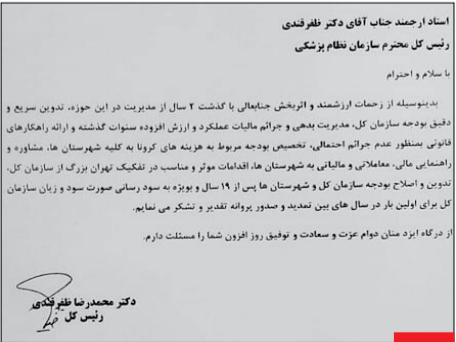 استاد ارجمند جناب آقای دکتر ظفرقندی
رئیس کل محترم سازمان نظام پزشکی
با سلام و احترام
بدینوسیله از زحمات ارزشمند و اثربخش جنابعالی با گذشت ۲ سال از مدیریت در این حوزه، تدوین سریع و
دقیق بودجه سازمان کل، مدیریت بدهی و جرائم مالیات عملکرد و ارزش افزوده سنوات گذشته و ارائه راهکارهای
قانونی بمنظور عدم جرائم احتمالی، تخصیص بودجه مربوط به هزینه های کرونا به کلیه شهرستان ها، مشاوره و
راهنمایی مالی، معاملاتی و مالیاتی به شهرستان ها، اقدامات موثر و مناسب در تفکیک تهران بزرگ از سازمان کل،
تدوین و اصلاح بودجه سازمان کل و شهرستان ها پس از ۱۹ سال و بویژه به سود رسانی صورت سود و زیان سازمان
کل برای اولین بار در سال های بین تمدید و صدور پروانه تقدیر و تشکر می نمایم.
از درگاه ایزد منان دوام عزت و سعادت و توفیق روز افزون شما را مسئلت دارم.
دکتر محمدرضا ظفرقندی
رئیس کل